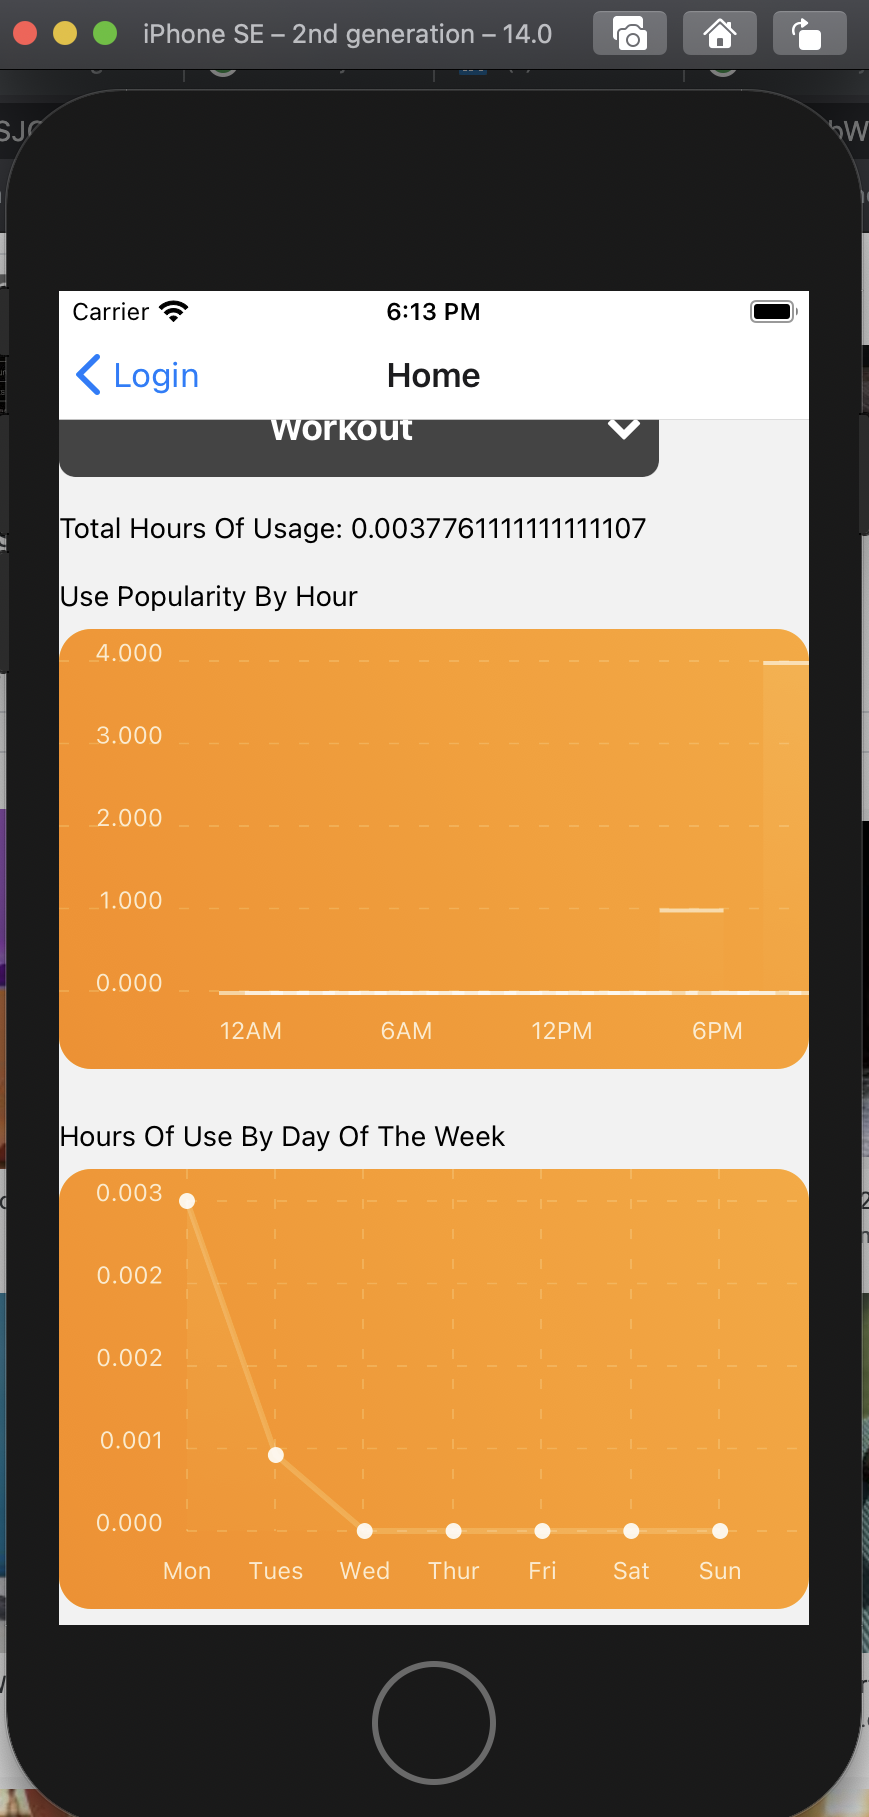 iPhone SE – 2nd generation – 14.0
Carrier 6:13 PM
Login Home
Workout
Total Hours Of Usage: 0.0037761111111111107
Use Popularity By Hour
4.000
3.000
2.000
1.000
0.000
12AM 6AM 12PM 6PM
Hours Of Use By Day Of The Week
0.003
0.002
0.002
0.001
0.000
Mon Tues Wed Thur Fri Sat Sun